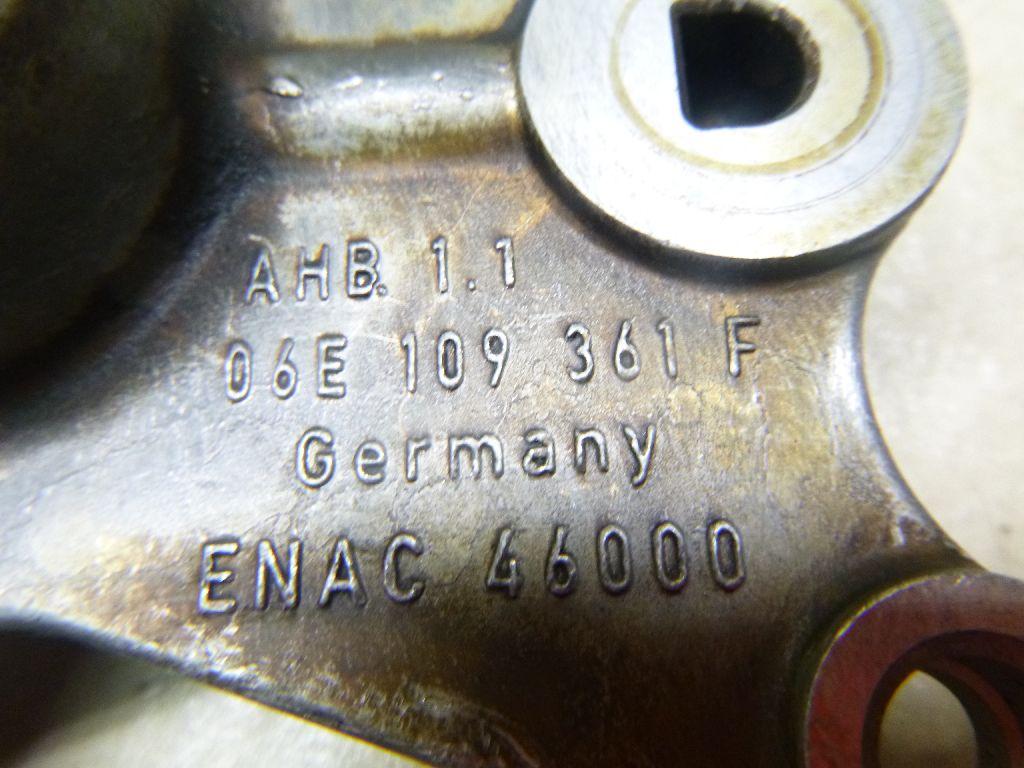 AHB. 1.1
06E 109 361 F
Germany
ENAC 46000